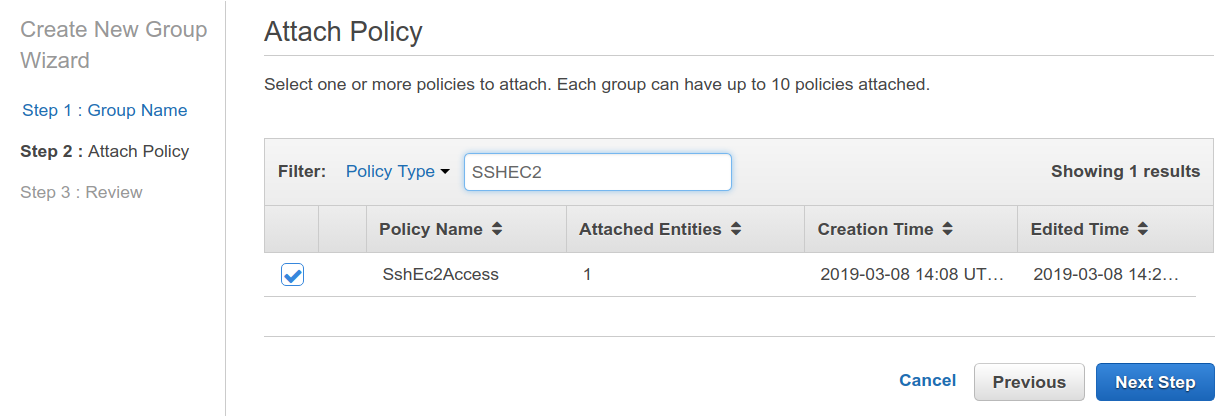 Create New Group
Wizard
Step 1 : Group Name
Step 2 : Attach Policy
Step 3 : Review
Attach Policy
Select one or more policies to attach. Each group can have up to 10 policies attached.
Filter: Policy Type SSHEC2 Showing 1 results
Policy Name Attached Entities Creation Time Edited Time
SshEc2Access 1 2019-03-08 14:08 UT… 2019-03-08 14:2…
Cancel Previous Next Step